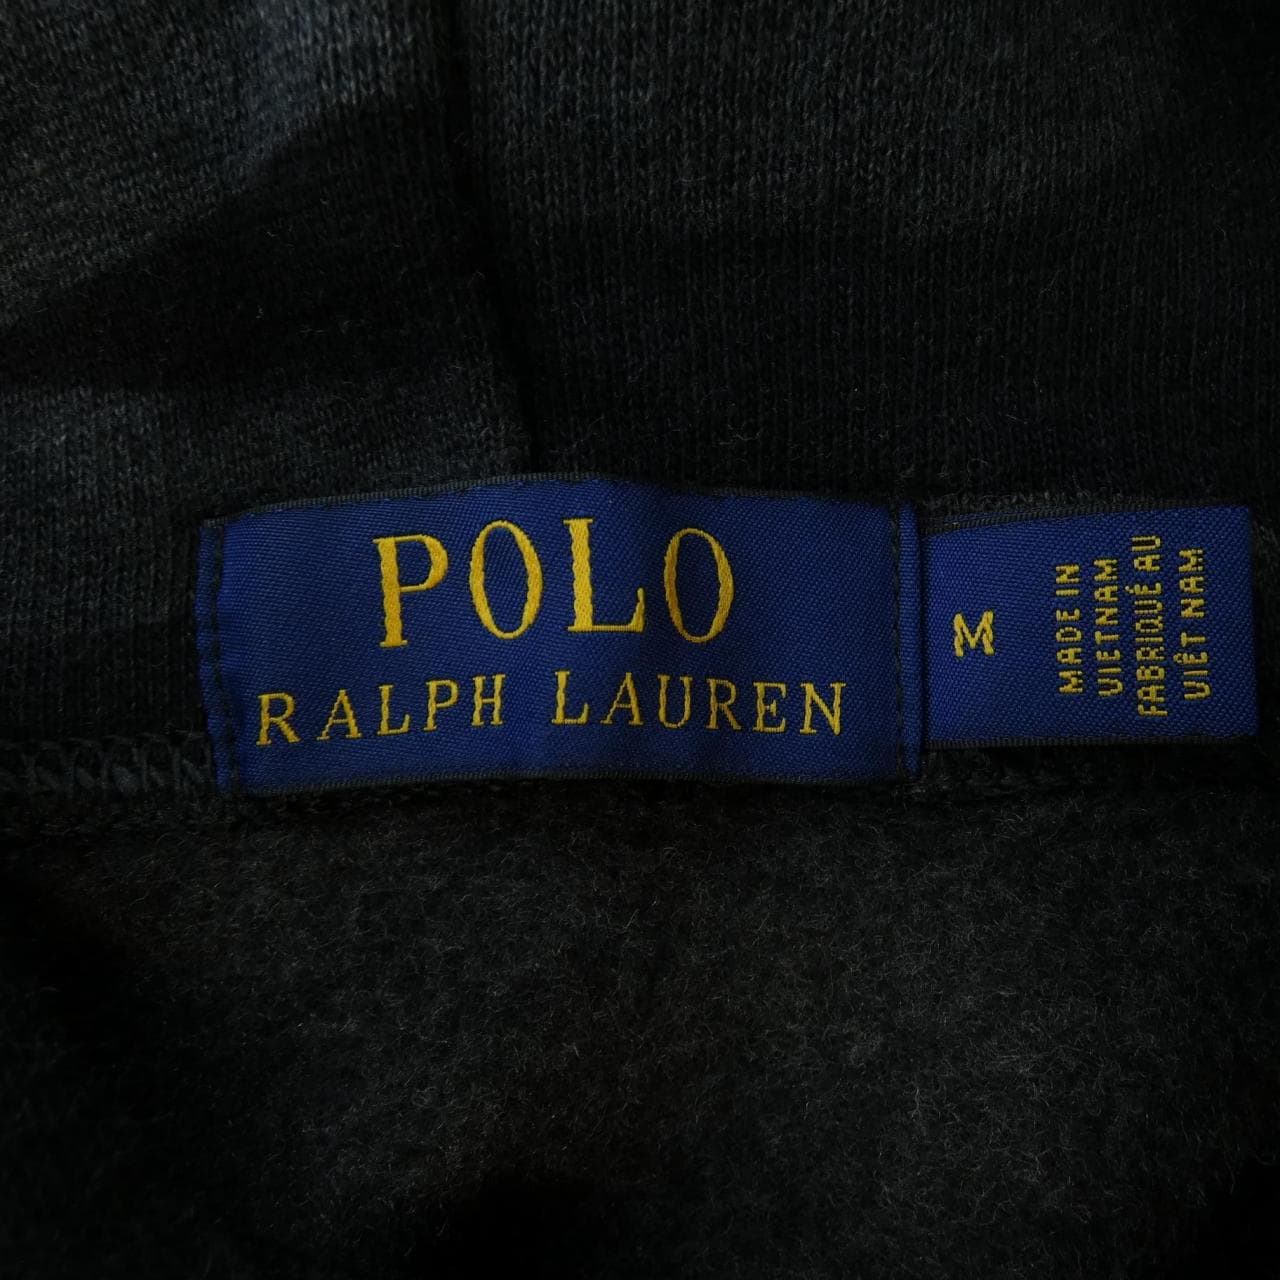 POLO
RALPH LAUREN
M
MADE IN
VIETNAM
FABRIQUÉ AU
VIÊT NAM